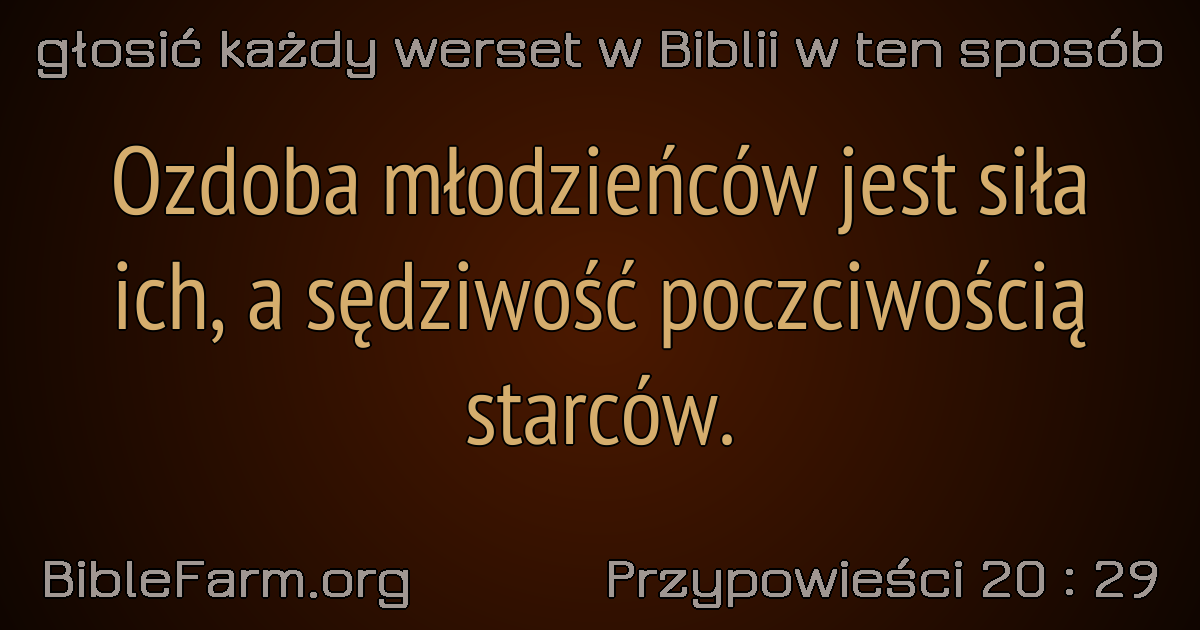 głosić każdy werset w Biblii w ten sposób
Ozdoba młodzieńców jest siła
ich, a sędziwość poczciwością
starców.
BibleFarm.org
Przypowieści 20 : 29